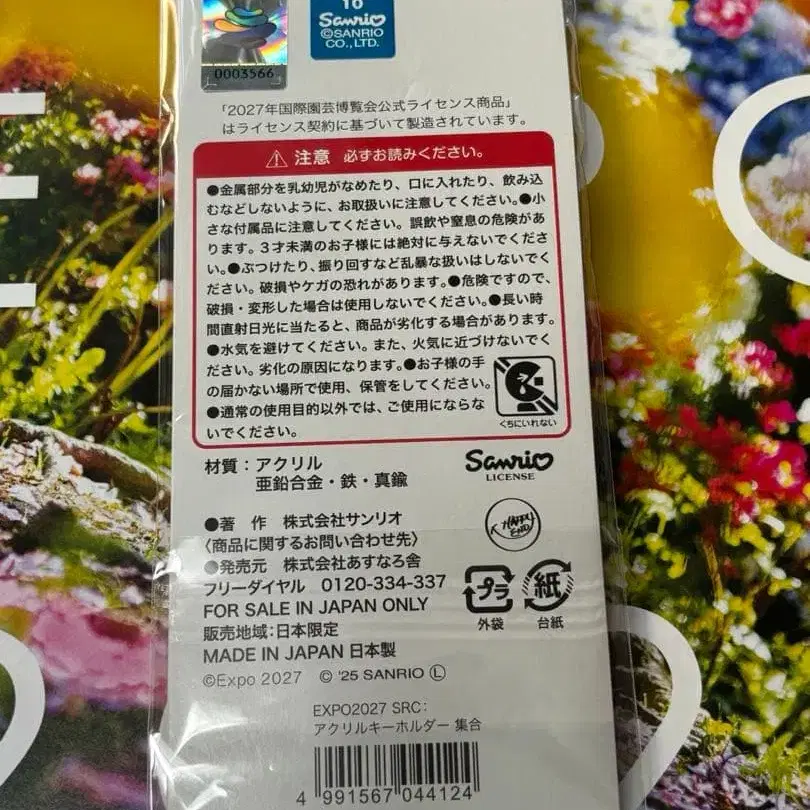 0003566
10
Sanrio
©SANRIO
CO.,LTD.
「2027年国際園芸博覧会公式ライセンス商品」
はライセンス契約に基づいて製造されています。
注意 必ずお読みください。
●金属部分を乳幼児がなめたり、口に入れたり、飲み込
むなどしないように、お取扱いに注意してください。●小
さな付属品に注意してください。誤飲や窒息の危険があ
ります。3才未満のお子様には絶対に与えないでくださ
い。●ぶつけたり、振り回すなど乱暴な扱いはしないでく
ださい。破損やケガの恐れがあります。●危険ですので、
破損・変形した場合は使用しないでください。●長い時
間直射日光に当たると、商品が劣化する場合があります。
●水気を避けてください。また、火気に近づけないでく
ださい。劣化の原因になります。●お子様の手
の届かない場所で使用、保管をしてください。
●通常の使用目的以外では、ご使用にならな
いでください。
くちにいれない
材質：アクリル
亜鉛合金・鉄・真鍮
Sanrio
LICENSE
●著 作 株式会社サンリオ
〈商品に関するお問い合わせ先〉
●発売元 株式会社あすなろ舎
フリーダイヤル 0120-334-337
FOR SALE IN JAPAN ONLY
販売地域：日本限定
MADE IN JAPAN 日本製
©Expo 2027 © '25 SANRIO Ⓛ
HAPPY
END
プラ
外袋
紙
台紙
EXPO2027 SRC:
アクリルキーホルダー 集合
4 991567 044124